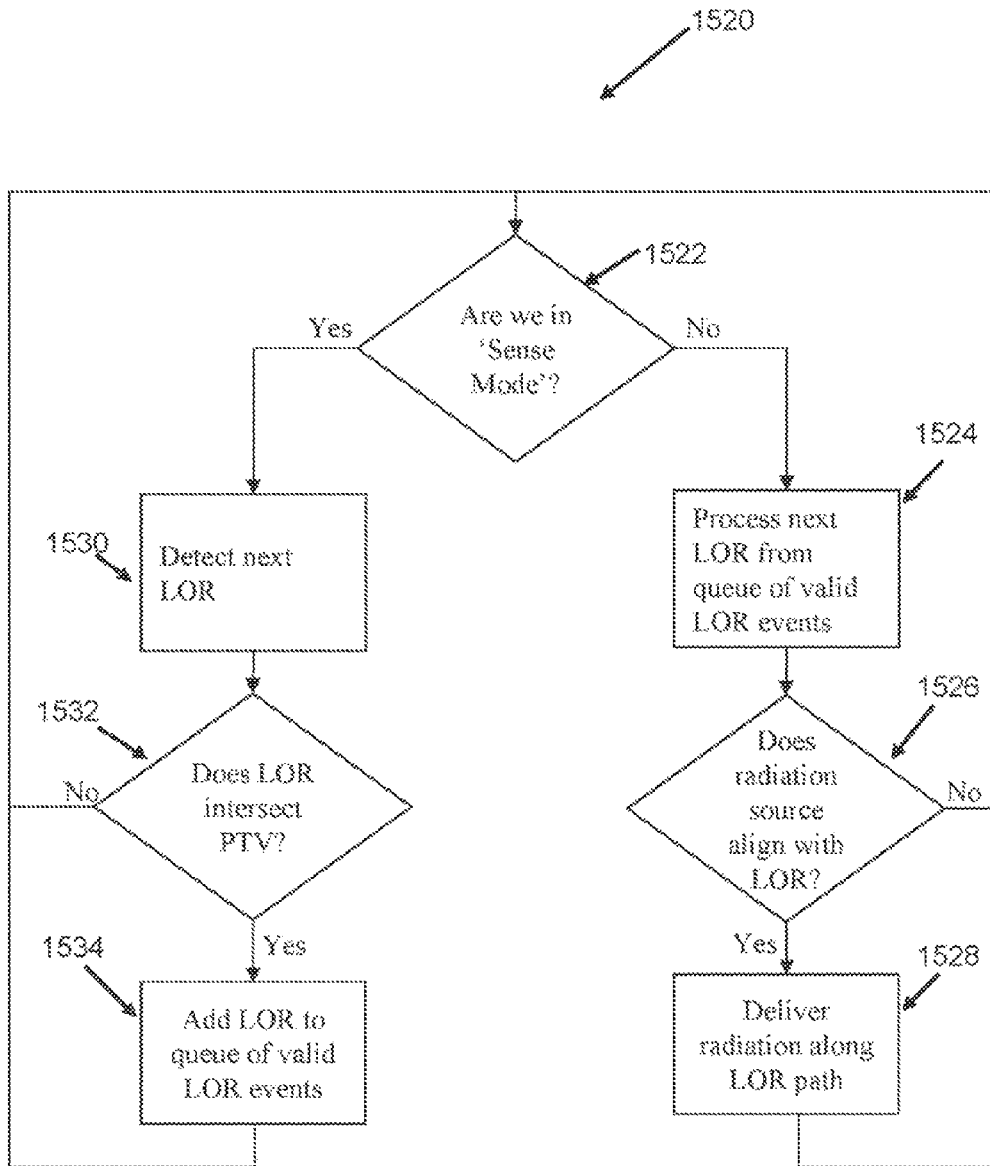 1520
1522
Are we in
'Sense
Mode'?
Yes
No
1524
1530
Detect next
LOR
Process next
LOR from
queue of valid
LOR events
1532
1526
Does LOR
intersect
PTV?
No
Does
radiation
source
align with
LOR?
No
1534
Yes
Yes
1528
Add LOR to
queue of valid
LOR events
Deliver
radiation along
LOR path